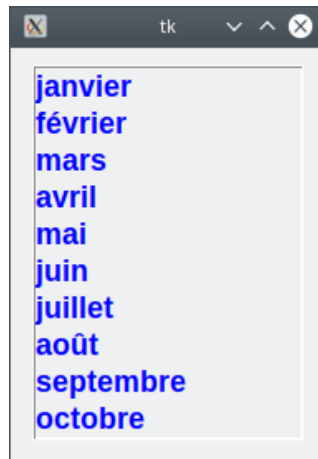 tk
janvier
février
mars
avril
mai
juin
juillet
août
septembre
octobre